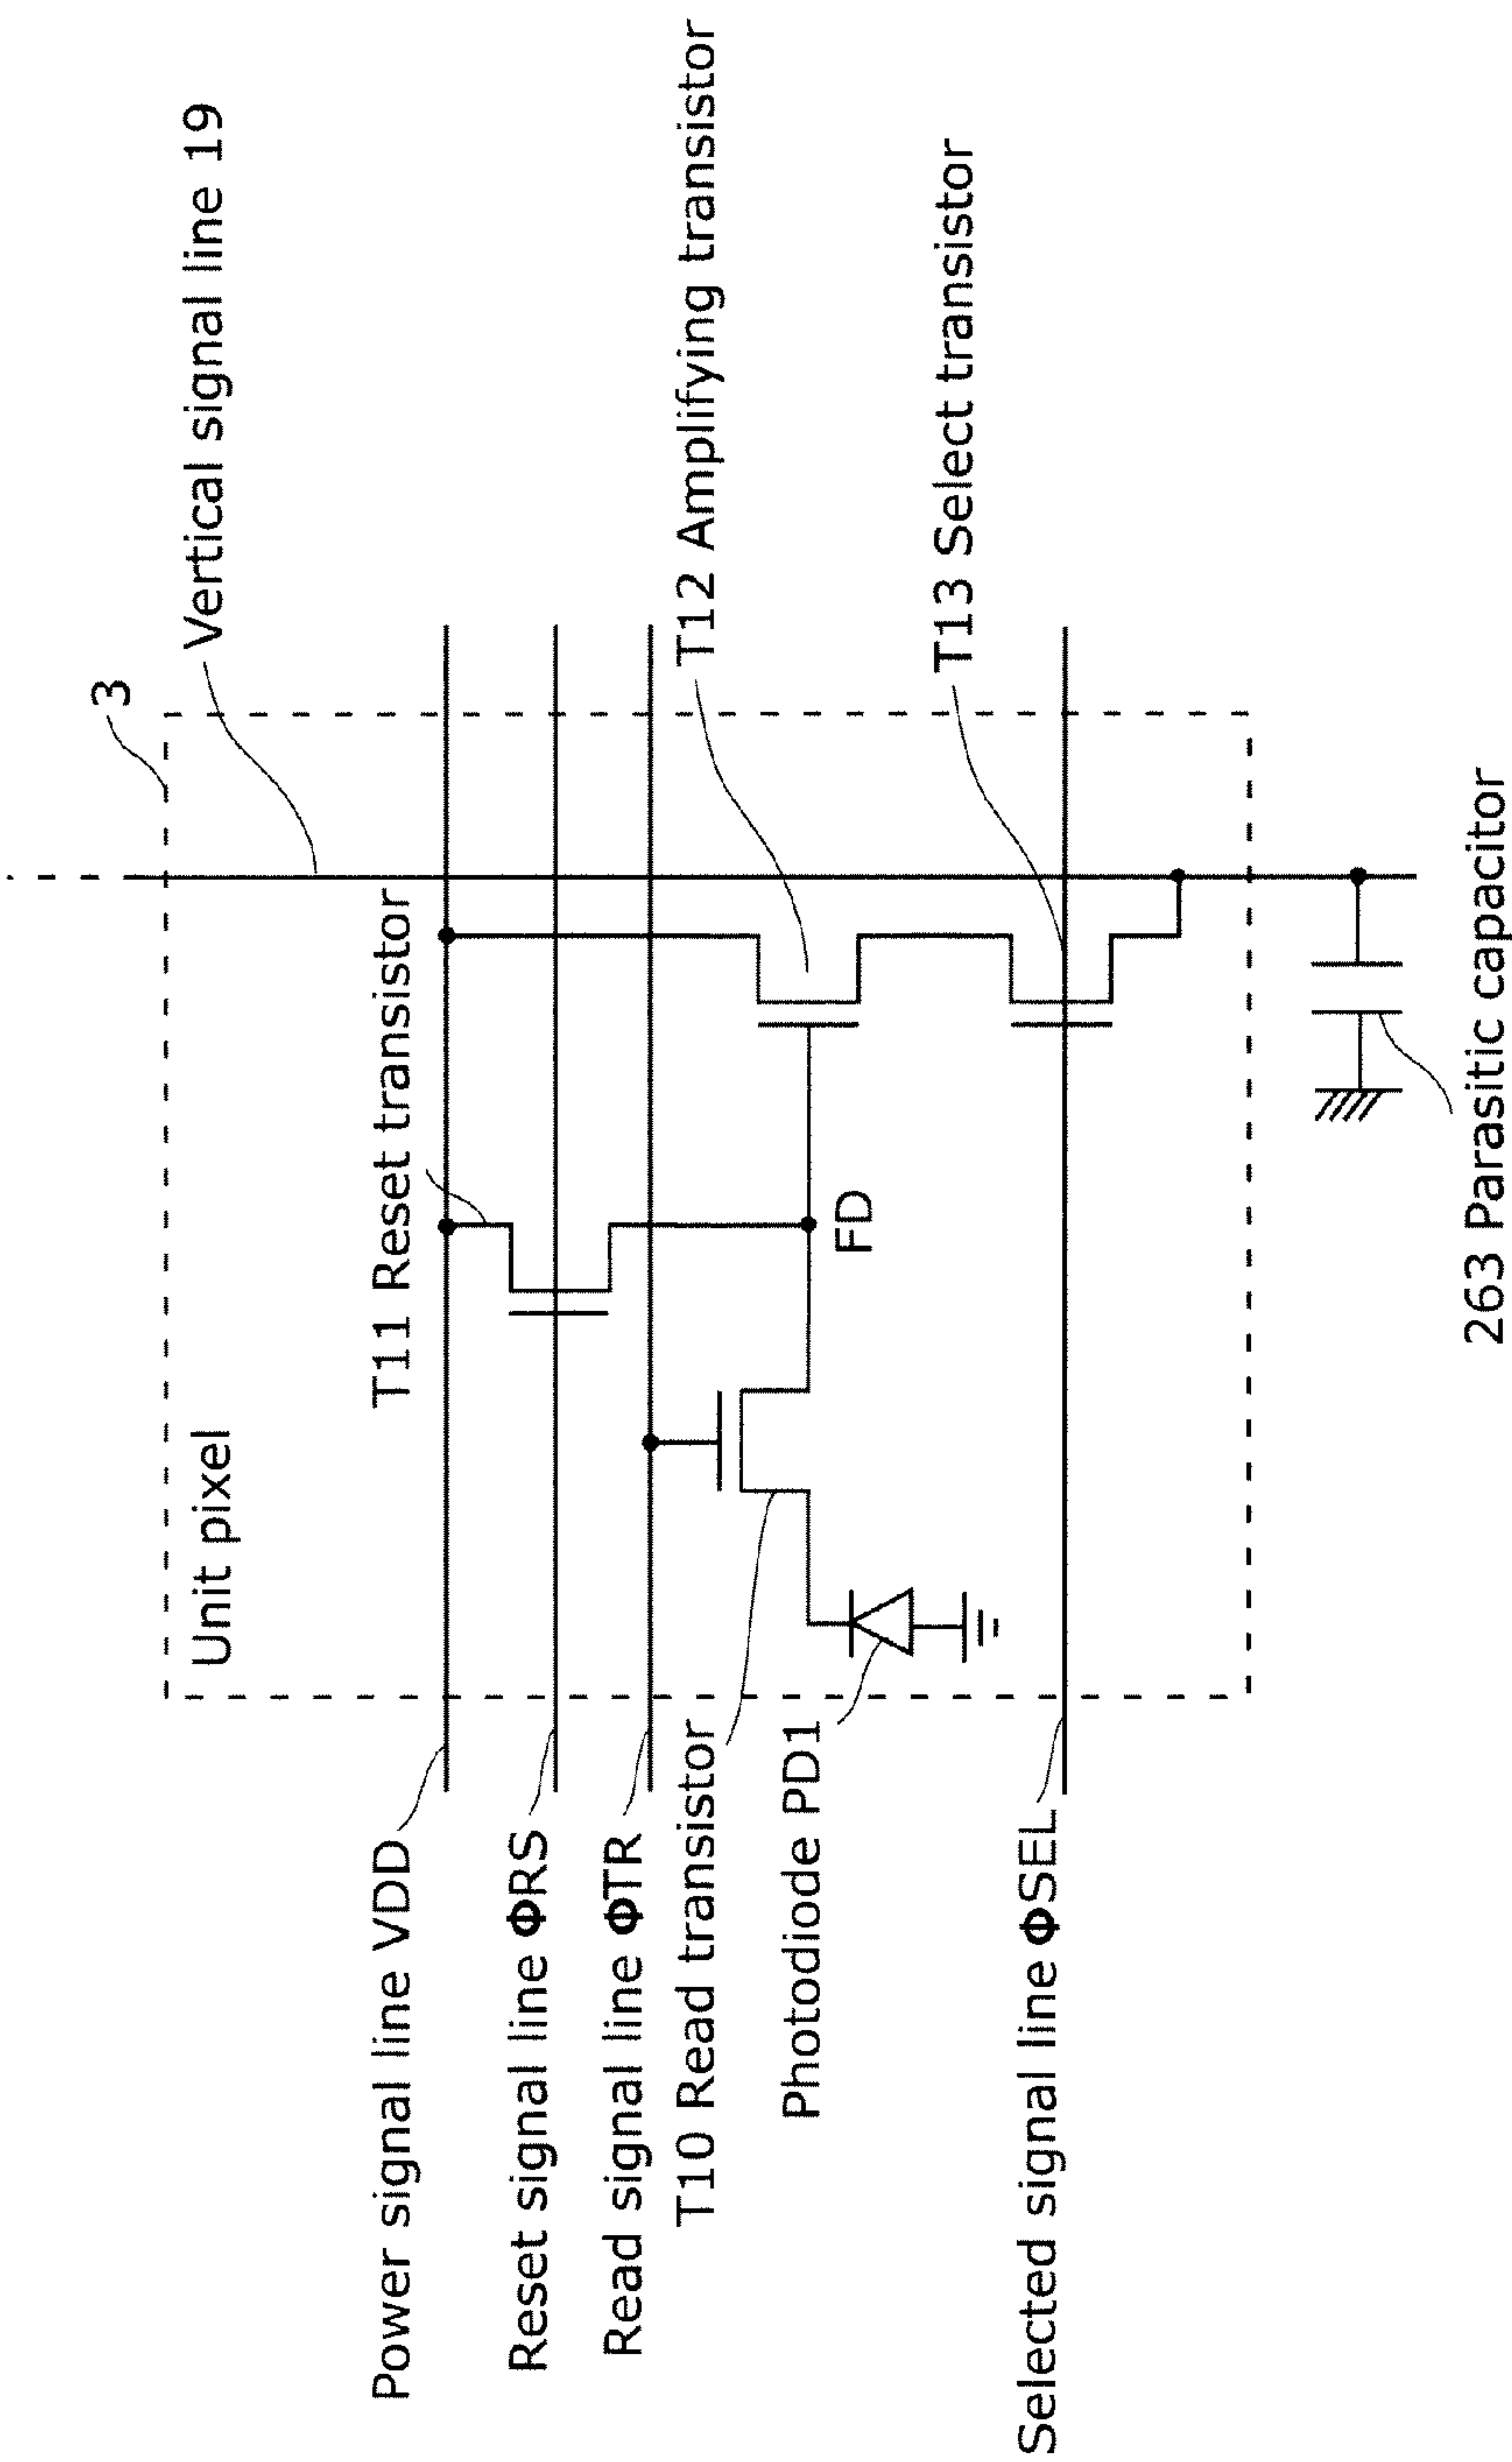 3
Vertical signal line 19
Unit pixel
T11 Reset transistor
Power signal line VDD
Reset signal line ΦRS
Read signal line ΦTR
T10 Read transistor
T12 Amplifying transistor
Photodiode PD1
FD
T13 Select transistor
Selected signal line ΦSEL
263 Parasitic capacitor